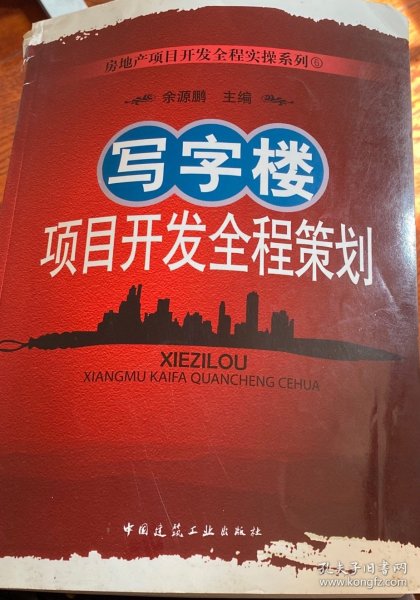 房地产项目开发全程实操系列⑥
余源鹏 主编
写字楼
项目开发全程策划
XIEZILOU
XIANGMU KAIFA QUANCHENG CEHUA
中国建筑工业出版社
孔夫子旧书网
www.kongfz.com